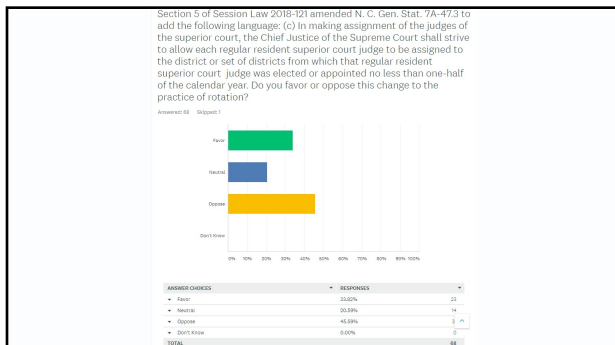 Section 5 of Session Law 2018-121 amended N. C. Gen. Stat. 7A-47.3 to
add the following language: (c) In making assignment of the judges of
the superior court, the Chief Justice of the Supreme Court shall strive
to allow each regular resident superior court judge to be assigned to
the district or set of districts from which that regular resident
superior court judge was elected or appointed no less than one-half
of the calendar year. Do you favor or oppose this change to the
practice of rotation?
Answered: 68 Skipped: 1
Favor
Neutral
Oppose
Don't Know
0% 10% 20% 30% 40% 50% 60% 70% 80% 90% 100%
ANSWER CHOICES RESPONSES
Favor 33.82% 23
Neutral 20.59% 14
Oppose 45.59%
Don't Know 0.00% 0
TOTAL 68